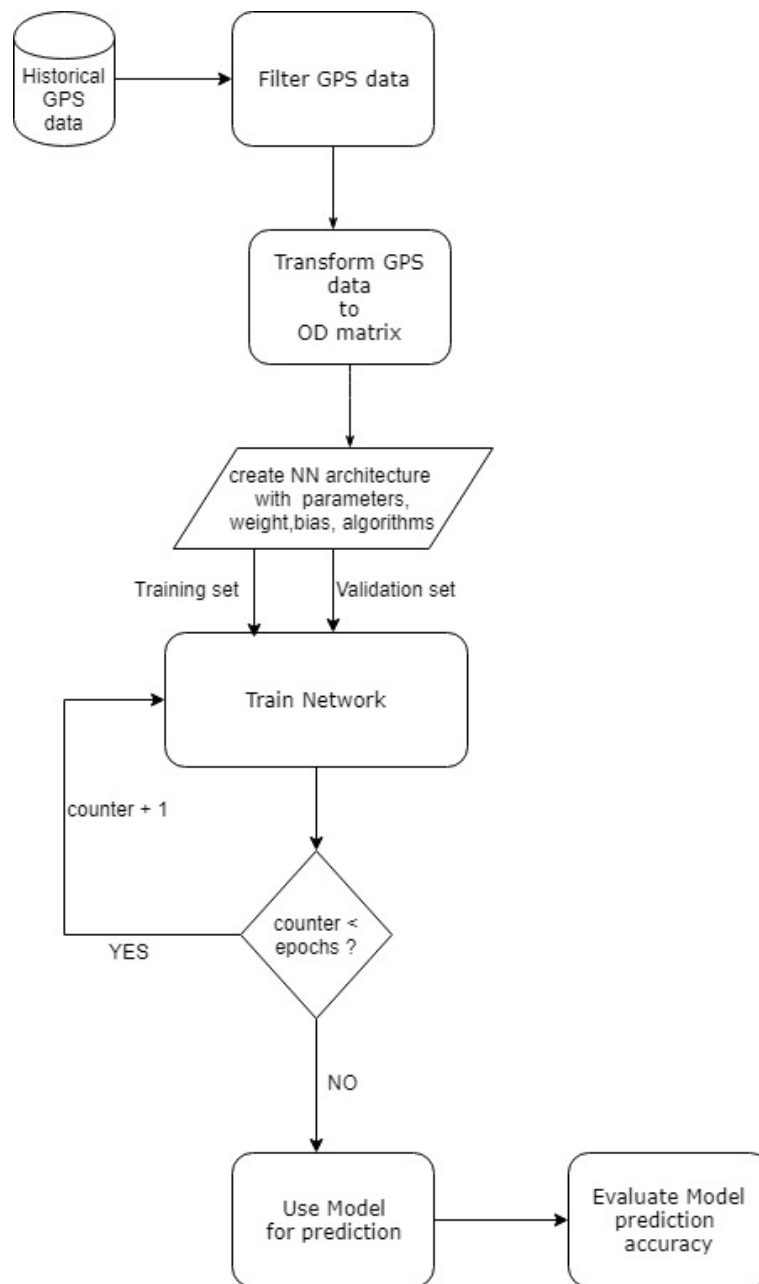 Historical
GPS
data
Filter GPS data
Transform GPS
data
to
OD matrix
create NN architecture
with parameters,
weight,bias, algorithms
Training set
Validation set
Train Network
counter + 1
counter <
epochs ?
YES
NO
Use Model
for prediction
Evaluate Model
prediction
accuracy